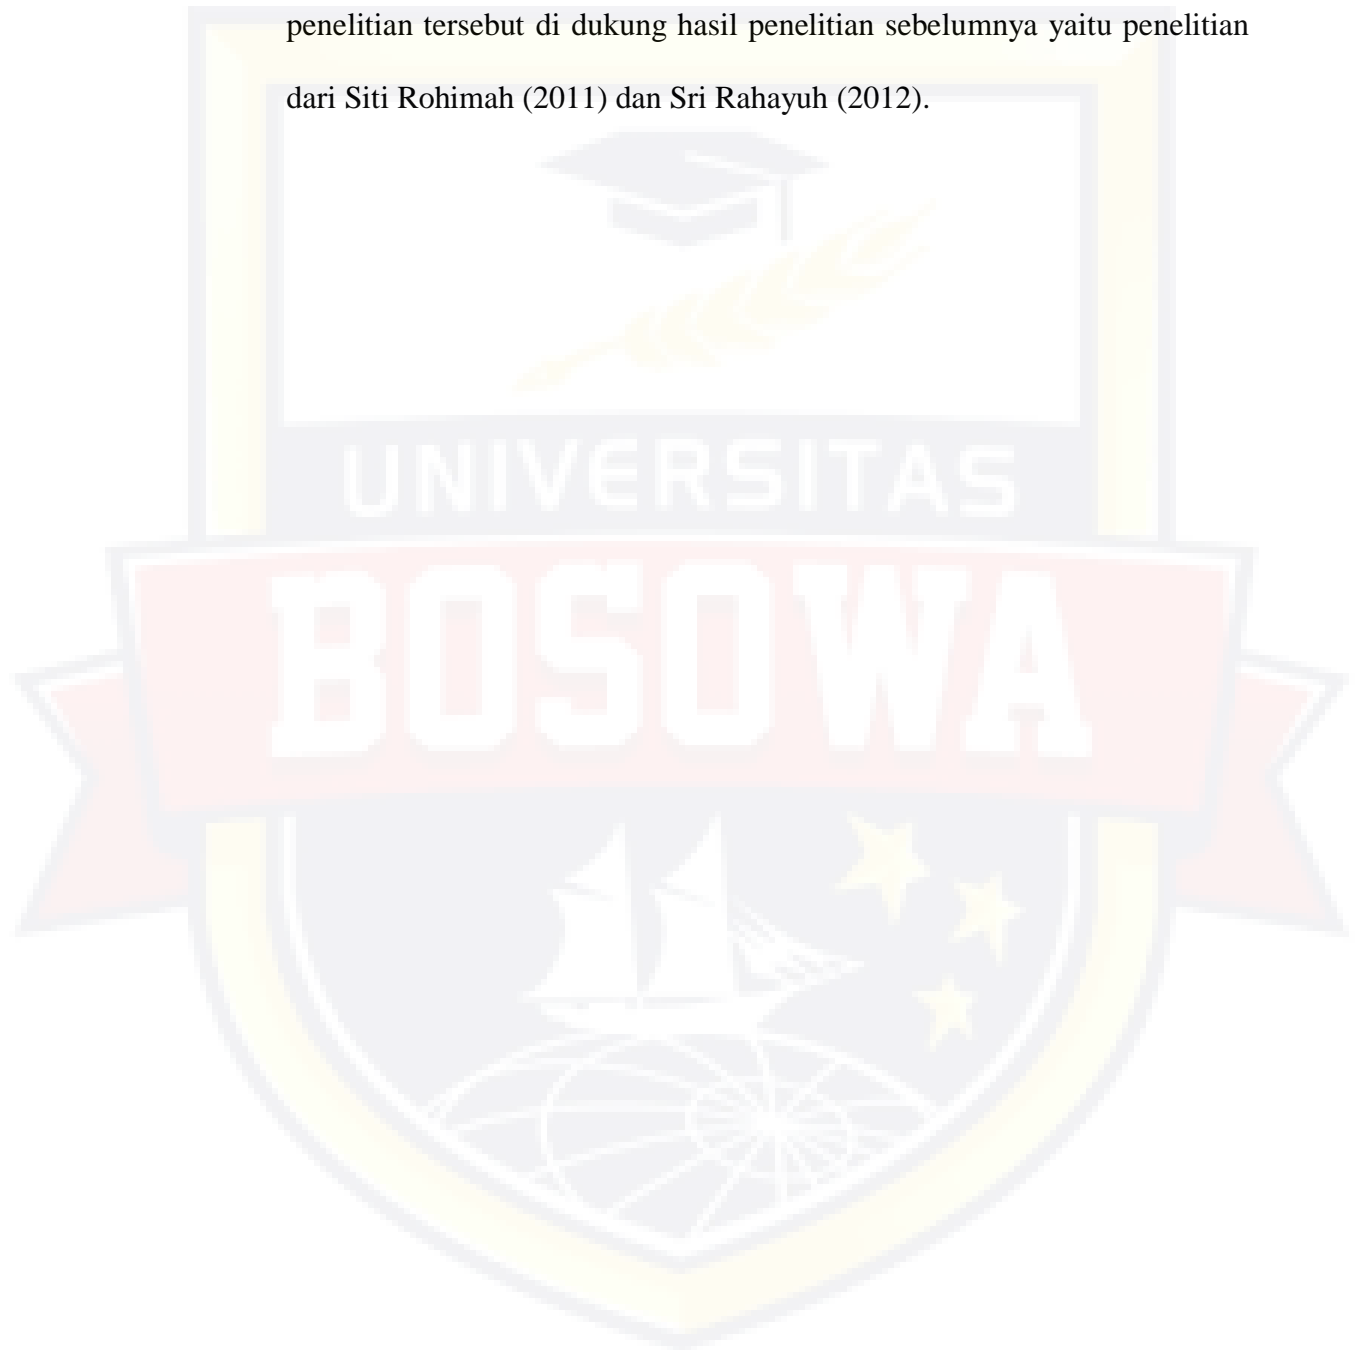 penelitian tersebut di dukung hasil penelitian sebelumnya yaitu penelitian
dari Siti Rohimah (2011) dan Sri Rahayuh (2012).
UNIVERSITAS
BOSOWA